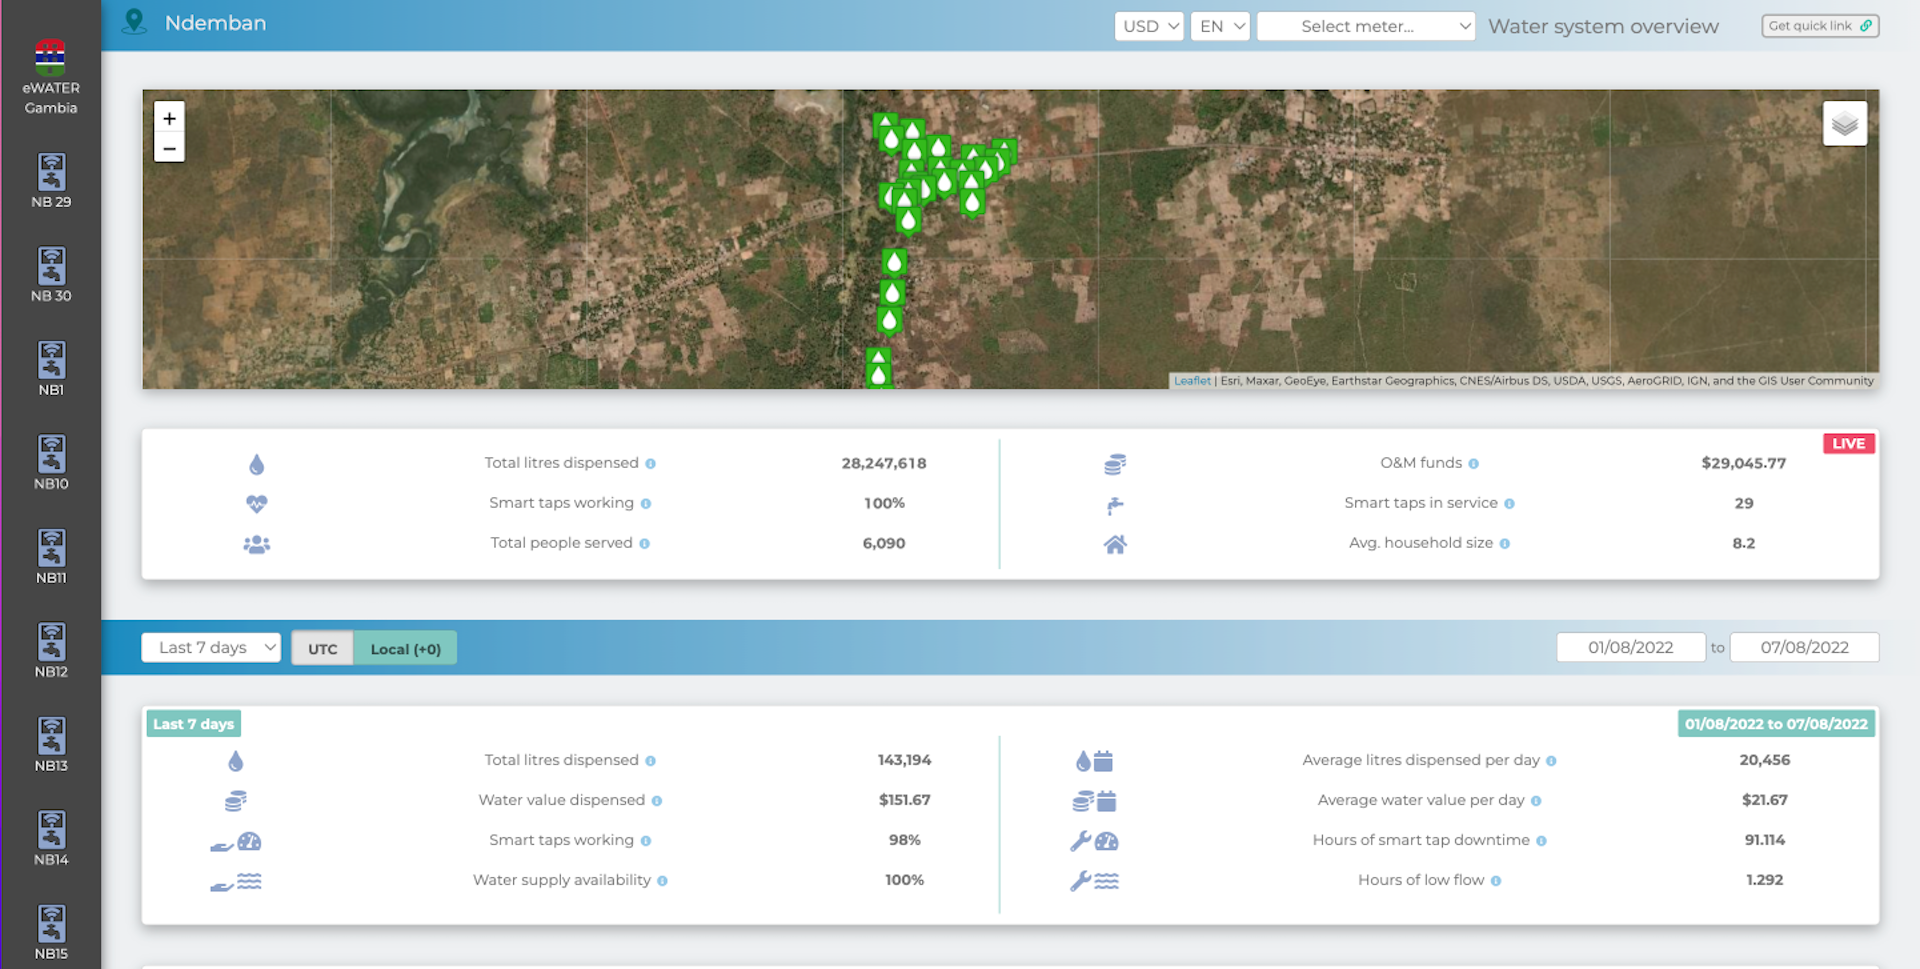 Ndemban
USD
EN
Select meter...
Water system overview
Get quick link
eWATER
Gambia
NB 29
NB 30
NB1
NB10
NB11
NB12
NB13
NB14
NB15
+
−
Leaflet | Esri, Maxar, GeoEye, Earthstar Geographics, CNES/Airbus DS, USDA, USGS, AeroGRID, IGN, and the GIS User Community
LIVE
Total litres dispensed 28,247,618
O&M funds $29,045.77
Smart taps working 100%
Smart taps in service 29
Total people served 6,090
Avg. household size 8.2
Last 7 days
UTC
Local (+0)
01/08/2022 to 07/08/2022
Last 7 days
01/08/2022 to 07/08/2022
Total litres dispensed 143,194
Average litres dispensed per day 20,456
Water value dispensed $151.67
Average water value per day $21.67
Smart taps working 98%
Hours of smart tap downtime 91.114
Water supply availability 100%
Hours of low flow 1.292